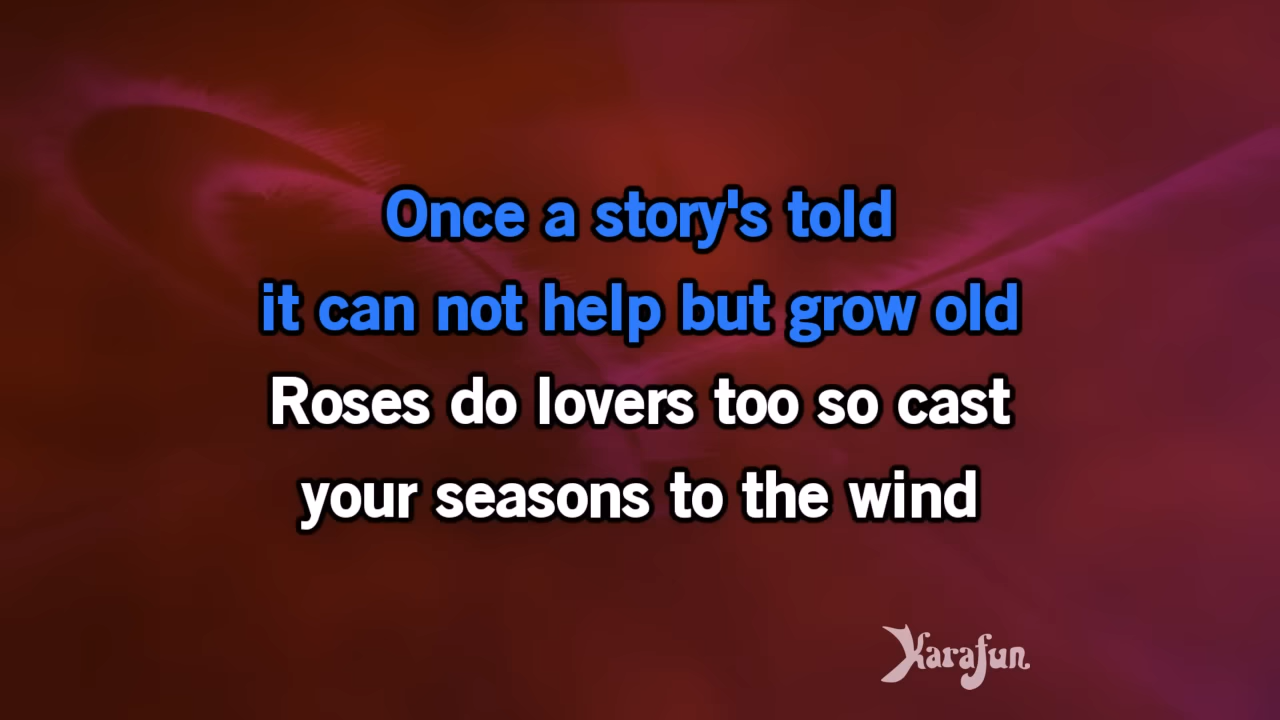 Once a story's told
it can not help but grow old
Roses do lovers too so cast
your seasons to the wind
Karafun